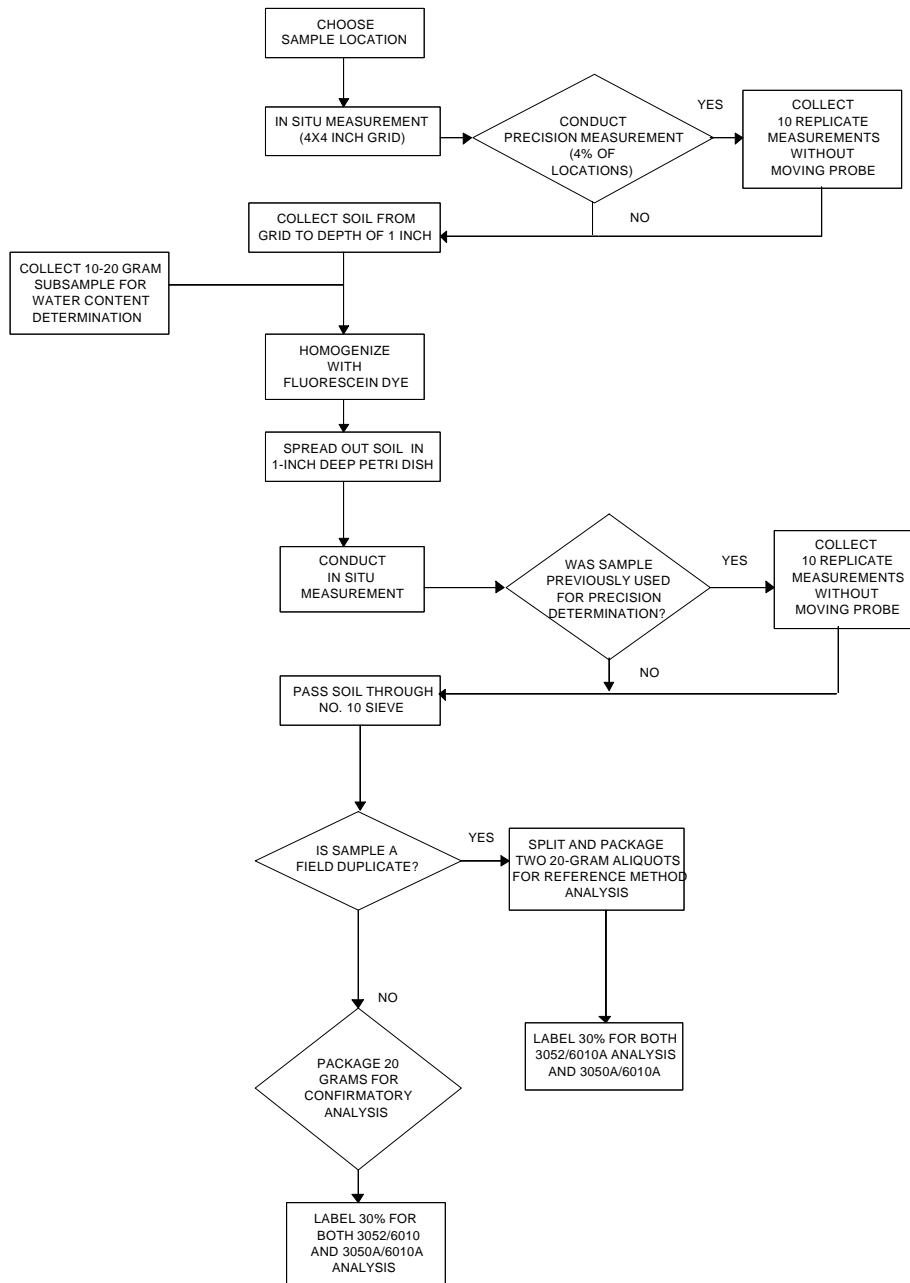 CHOOSE
SAMPLE LOCATION
IN SITU MEASUREMENT
(4X4 INCH GRID)
CONDUCT
PRECISION MEASUREMENT
(4% OF
LOCATIONS)
YES
COLLECT
10 REPLICATE
MEASUREMENTS
WITHOUT
MOVING PROBE
NO
COLLECT SOIL FROM
GRID TO DEPTH OF 1 INCH
COLLECT 10-20 GRAM
SUBSAMPLE FOR
WATER CONTENT
DETERMINATION
HOMOGENIZE
WITH
FLUORESCEIN DYE
SPREAD OUT SOIL IN
1-INCH DEEP PETRI DISH
CONDUCT
IN SITU
MEASUREMENT
WAS SAMPLE
PREVIOUSLY USED
FOR PRECISION
DETERMINATION?
YES
COLLECT
10 REPLICATE
MEASUREMENTS
WITHOUT
MOVING PROBE
NO
PASS SOIL THROUGH
NO. 10 SIEVE
IS SAMPLE A
FIELD DUPLICATE?
YES
SPLIT AND PACKAGE
TWO 20-GRAM ALIQUOTS
FOR REFERENCE METHOD
ANALYSIS
NO
LABEL 30% FOR BOTH
3052/6010A ANALYSIS
AND 3050A/6010A
PACKAGE 20
GRAMS FOR
CONFIRMATORY
ANALYSIS
LABEL 30% FOR
BOTH 3052/6010
AND 3050A/6010A
ANALYSIS